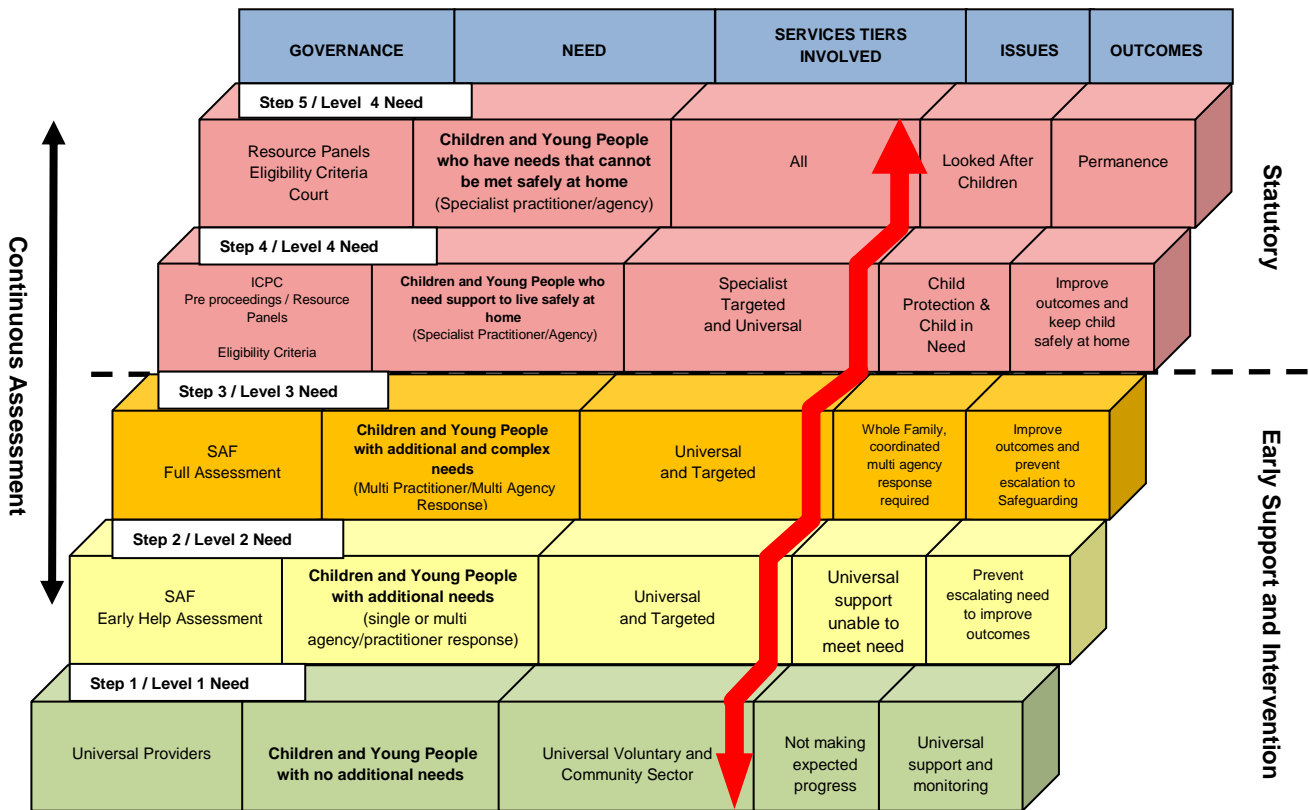 GOVERNANCE
NEED
SERVICES TIERS
INVOLVED
ISSUES
OUTCOMES
Step 5 / Level 4 Need
Resource Panels
Eligibility Criteria
Court
Children and Young People
who have needs that cannot
be met safely at home
(Specialist practitioner/agency)
All
Looked After
Children
Permanence
Step 4 / Level 4 Need
ICPC
Pre proceedings / Resource
Panels
Eligibility Criteria
Children and Young People who
need support to live safely at
home
(Specialist Practitioner/Agency)
Specialist
Targeted
and Universal
Child
Protection &
Child in
Need
Improve
outcomes and
keep child
safely at home
Step 3 / Level 3 Need
SAF
Full Assessment
Children and Young People
with additional and complex
needs
(Multi Practitioner/Multi Agency
Response)
Universal
and Targeted
Whole Family,
coordinated
multi agency
response
required
Improve
outcomes and
prevent
escalation to
Safeguarding
Step 2 / Level 2 Need
SAF
Early Help Assessment
Children and Young People
with additional needs
(single or multi
agency/practitioner response)
Universal
and Targeted
Universal
support
unable to
meet need
Prevent
escalating need
to improve
outcomes
Step 1 / Level 1 Need
Universal Providers
Children and Young People
with no additional needs
Universal Voluntary and
Community Sector
Not making
expected
progress
Universal
support and
monitoring
Continuous Assessment
Statutory
Early Support and Intervention